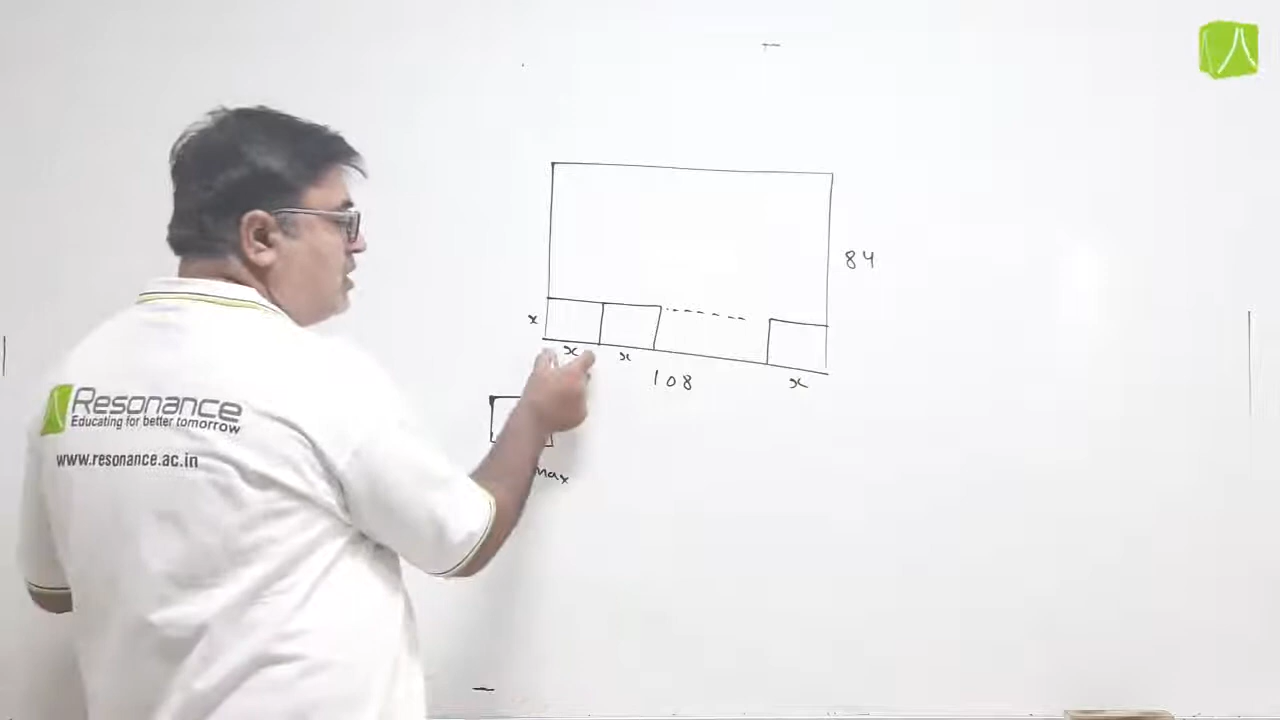 84
x
x
x
108
x
max
Resonance
Educating for better tomorrow
www.resonance.ac.in